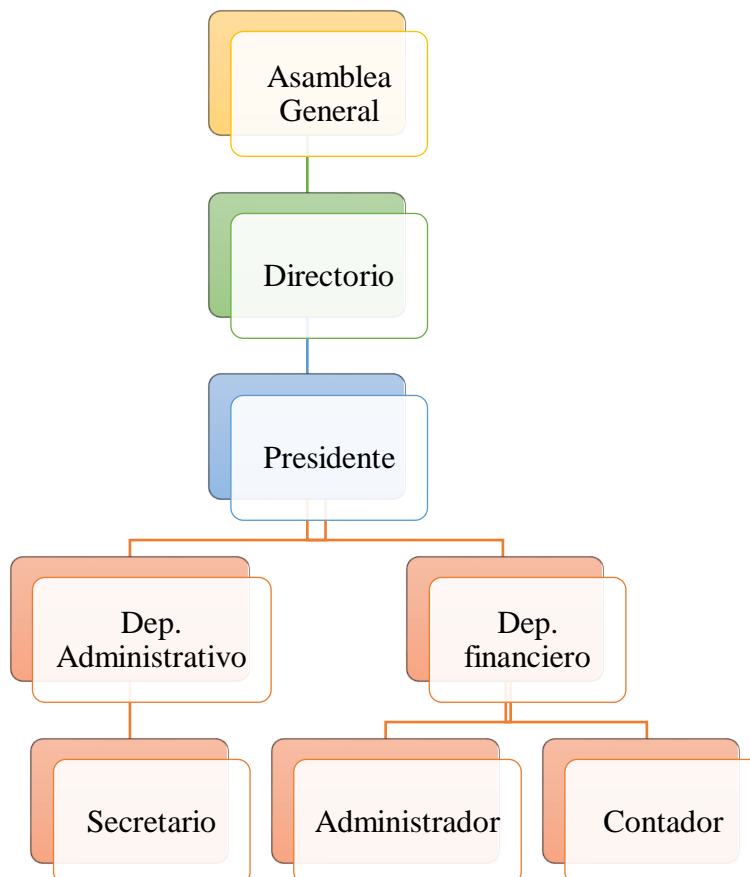 Asamblea
General
Directorio
Presidente
Dep.
Administrativo
Dep.
financiero
Secretario
Administrador
Contador